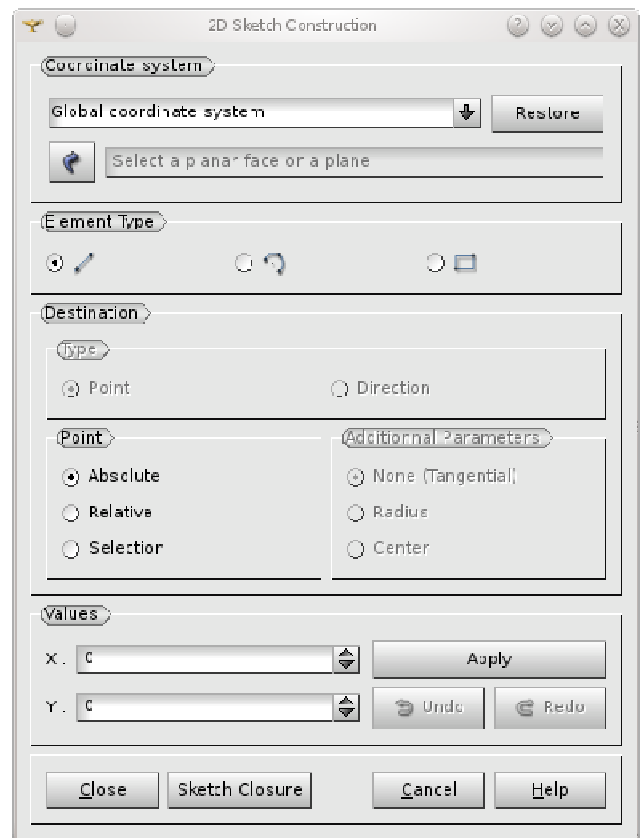 2D Sketch Construction
Coordinate system
Global coordinate system
Restore
Select a planar face or a plane
Element Type
Destination
Type
Point Direction
Point Additionnal Parameters
Absolute None (Tangential)
Relative Radius
Selection Center
Values
X : 0 Apply
Y : 0 Undo Redo
Close Sketch Closure Cancel Help